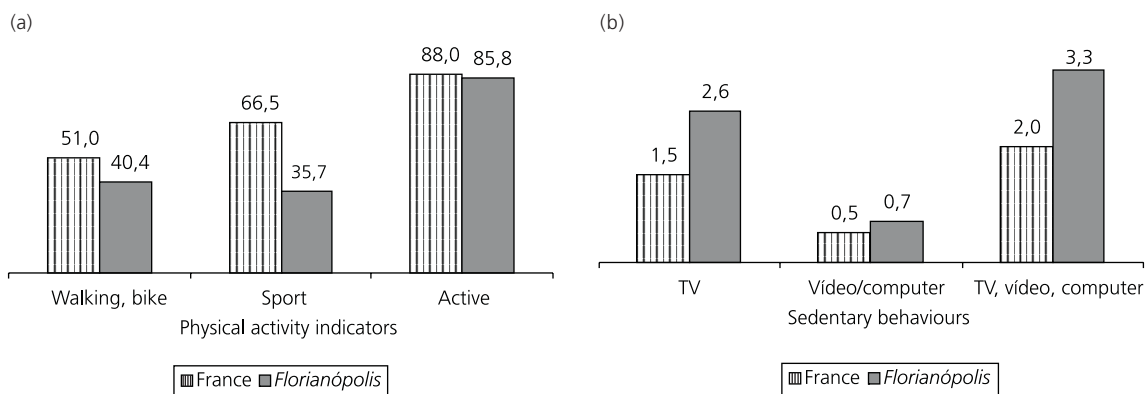 (a)
88,0
85,8
66,5
51,0
40,4
35,7
Walking, bike
Sport
Active
Physical activity indicators
France
Florianópolis
(b)
3,3
2,6
2,0
1,5
0,5
0,7
TV
Vídeo/computer
TV, vídeo, computer
Sedentary behaviours
France
Florianópolis